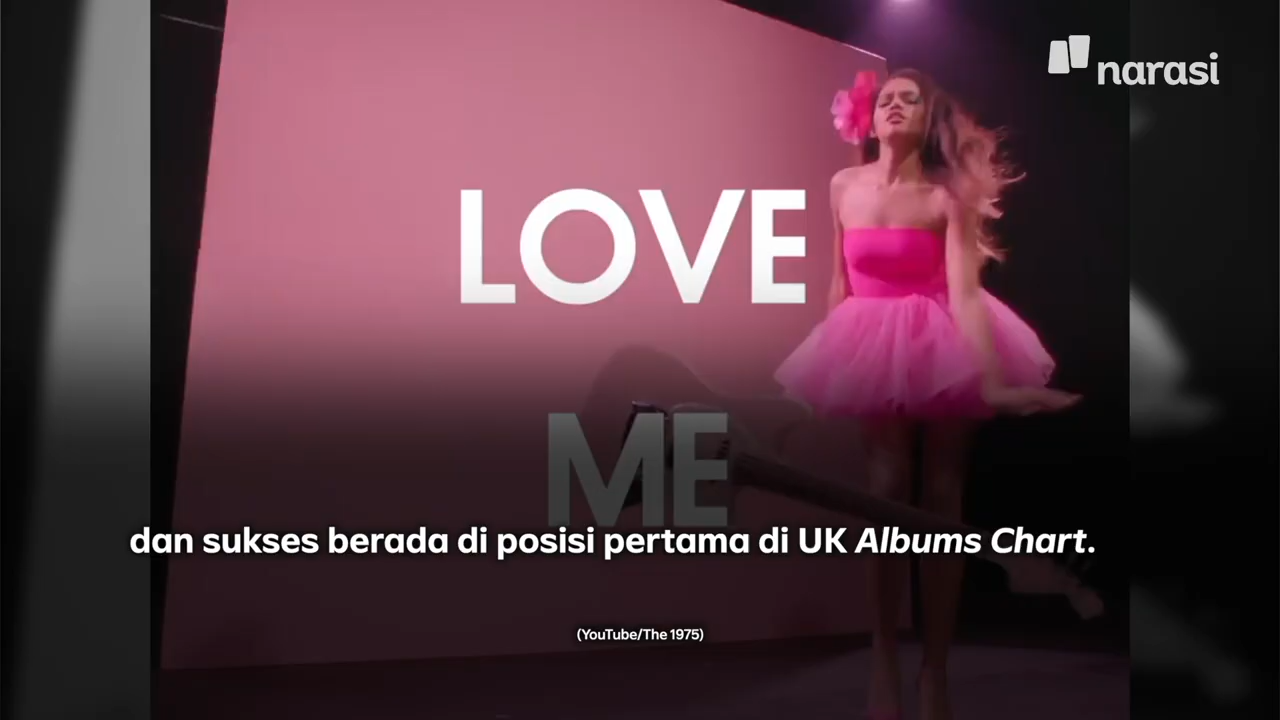 narasi
LOVE
ME
dan sukses berada di posisi pertama di UK Albums Chart.
(YouTube/The 1975)